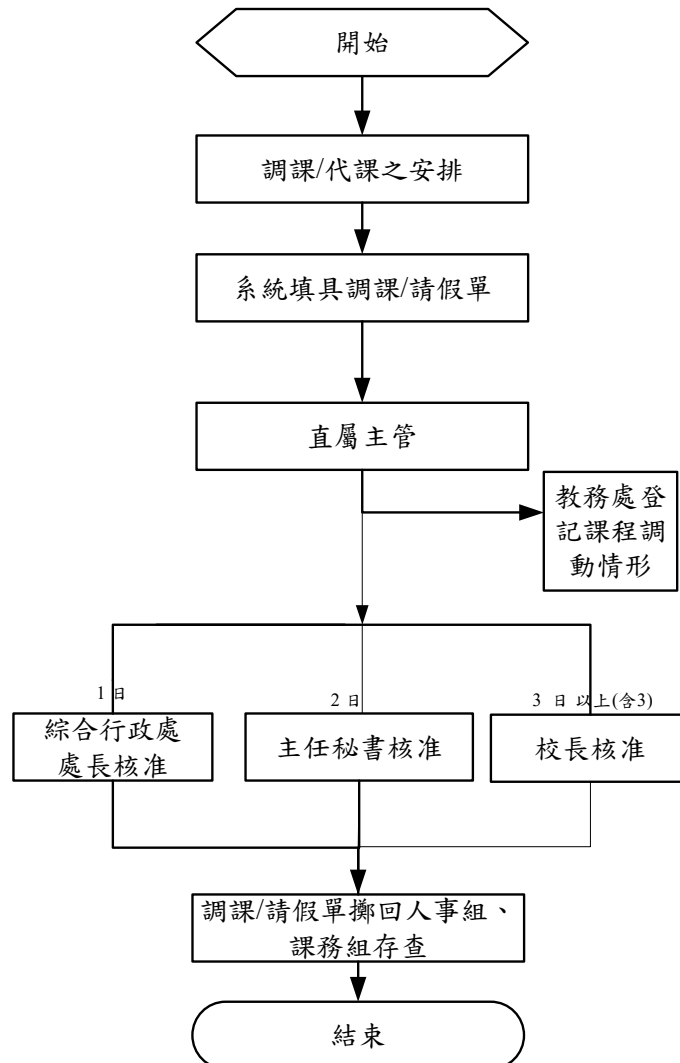 開始
調課/代課之安排
系統填具調課/請假單
直屬主管
教務處登
記課程調
動情形
1 日
2 日
3 日 以上(含3)
綜合行政處
處長核准
主任秘書核准
校長核准
調課/請假單擲回人事組、
課務組存查
結束